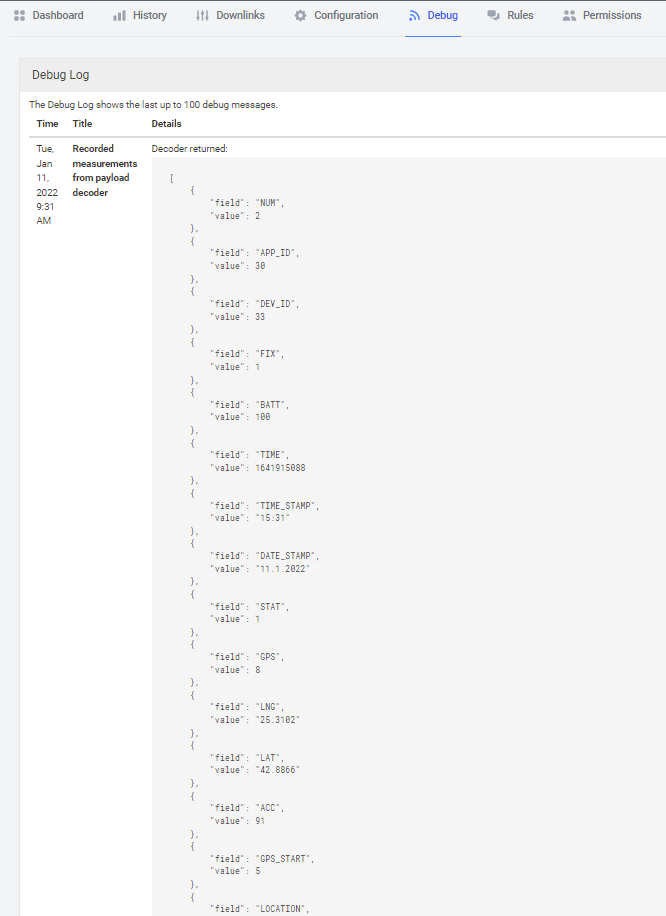 Dashboard History Downlinks Configuration Debug Rules Permissions
Debug Log
The Debug Log shows the last up to 100 debug messages.
Time Title Details
Tue, Jan 11, 2022 9:31 AM
Recorded measurements from payload decoder
Decoder returned:
[
{
"field": "NUM",
"value": 2
},
{
"field": "APP_ID",
"value": 30
},
{
"field": "DEV_ID",
"value": 33
},
{
"field": "FIX",
"value": 1
},
{
"field": "BATT",
"value": 100
},
{
"field": "TIME",
"value": 1641915088
},
{
"field": "TIME_STAMP",
"value": "15:31"
},
{
"field": "DATE_STAMP",
"value": "11.1.2022"
},
{
"field": "STAT",
"value": 1
},
{
"field": "GPS",
"value": 8
},
{
"field": "LNG",
"value": "25.3102"
},
{
"field": "LAT",
"value": "42.8866"
},
{
"field": "ACC",
"value": 91
},
{
"field": "GPS_START",
"value": 5
},
{
"field": "LOCATION",